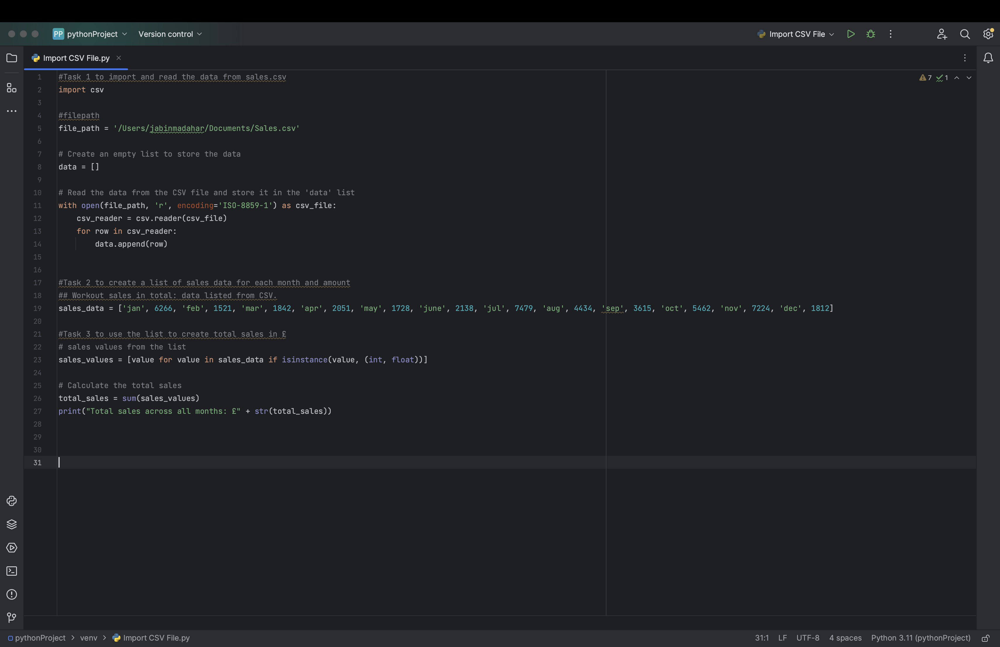 PP pythonProject Version control Import CSV File
Import CSV File.py
1 #Task 1 to import and read the data from sales.csv
7 1
2 import csv
3
4 #filepath
5 file_path = '/Users/jabinmadahar/Documents/Sales.csv'
6
7 # Create an empty list to store the data
8 data = []
9
10 # Read the data from the CSV file and store it in the 'data' list
11 with open(file_path, 'r', encoding='ISO-8859-1') as csv_file:
12     csv_reader = csv.reader(csv_file)
13     for row in csv_reader:
14         data.append(row)
15
16
17 #Task 2 to create a list of sales data for each month and amount
18 ## Workout sales in total: data listed from CSV.
19 sales_data = ['jan', 6266, 'feb', 1521, 'mar', 1842, 'apr', 2051, 'may', 1728, 'june', 2138, 'jul', 7479, 'aug', 4434, 'sep', 3615, 'oct', 5462, 'nov', 7224, 'dec', 1812]
20
21 #Task 3 to use the list to create total sales in £
22 # sales values from the list
23 sales_values = [value for value in sales_data if isinstance(value, (int, float))]
24
25 # Calculate the total sales
26 total_sales = sum(sales_values)
27 print("Total sales across all months: £" + str(total_sales))
28
29
30
31
pythonProject > venv > Import CSV File.py 31:1 LF UTF-8 4 spaces Python 3.11 (pythonProject)